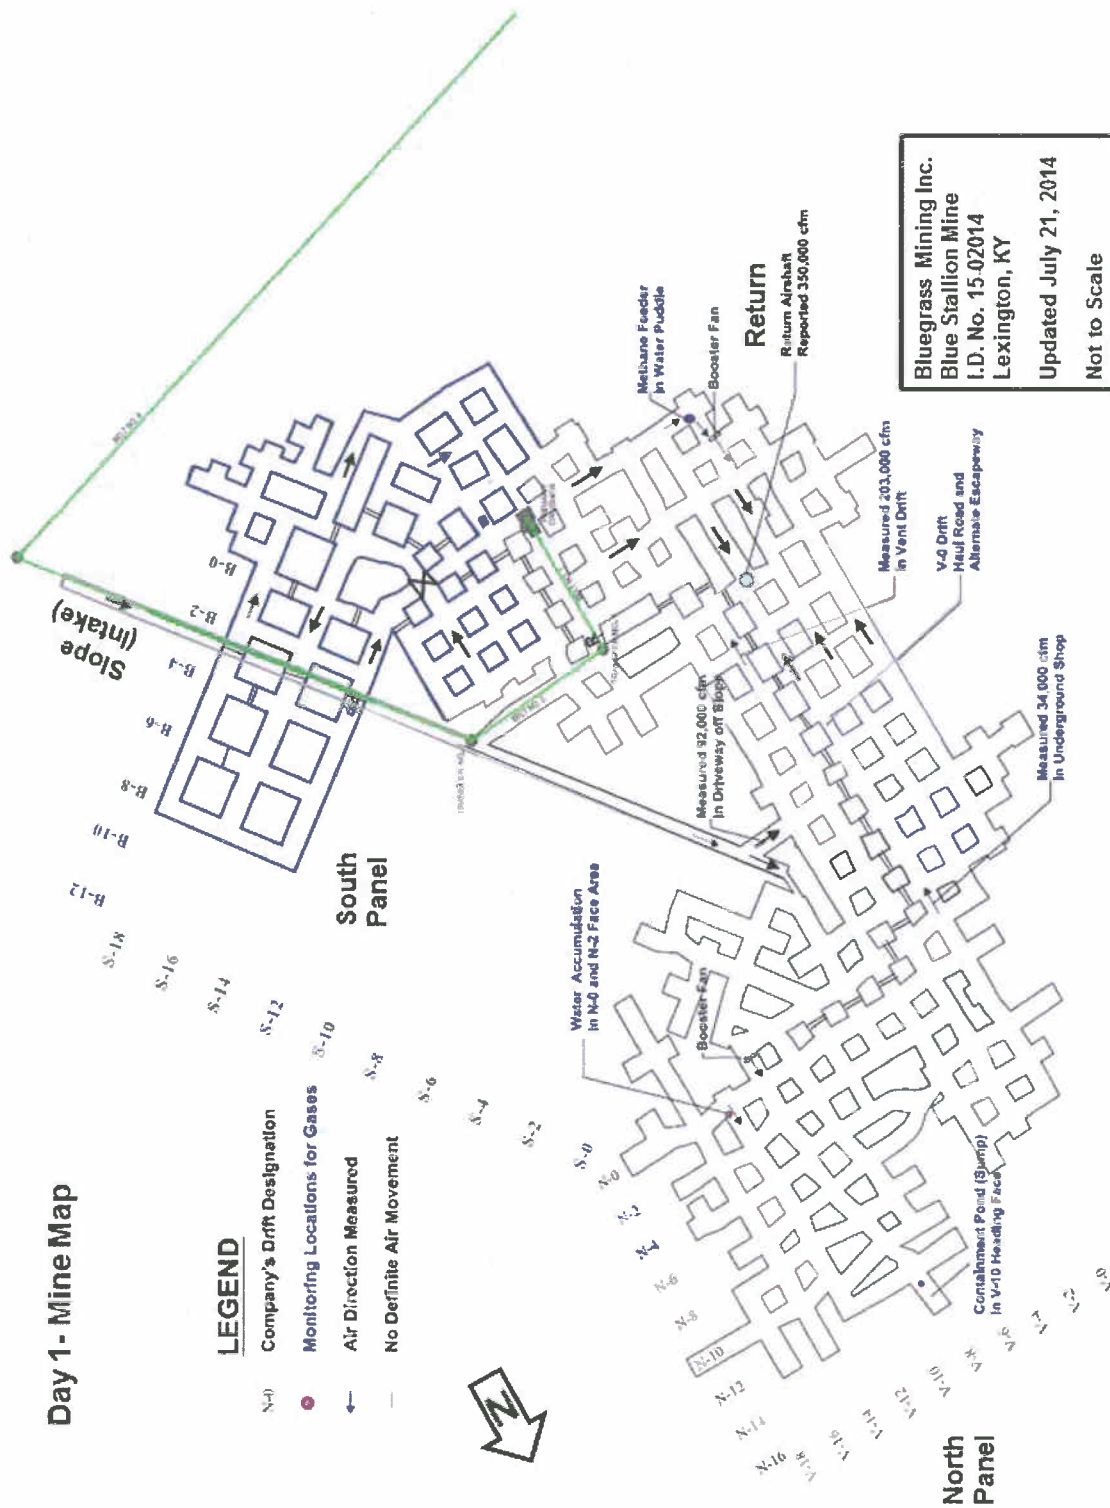 Day 1 - Mine Map
LEGEND
N-0 Company's Drift Designation
Monitoring Locations for Gases
Air Direction Measured
No Definite Air Movement
N
Slope
(Intake)
South
Panel
North
Panel
B-0
B-2
B-4
B-6
B-8
B-10
B-12
S-18
S-16
S-14
S-12
S-10
S-8
S-6
S-4
S-2
S-0
N-0
N-2
N-6
N-8
N-10
N-12
N-14
N-16
V-18
V-16
V-14
V-12
V-10
V-8
V-6
V-4
V-2
V-0
Water Accumulation
In N-0 and N-2 Face Area
Booster Fan
Measured 92,000 cfm
In Driveway off Slope
Methane Feeder
In Water Puddle
Booster Fan
Return
Return Airshaft
Reported 350,000 cfm
Measured 203,000 cfm
In Vent Drift
V-0 Drift
Haul Road and
Alternate Escapeway
Measured 34,000 cfm
In Underground Shop
Containment Pond (Sump)
In V-10 Heading Face
Bluegrass Mining Inc.
Blue Stallion Mine
I.D. No. 15-02014
Lexington, KY
Updated July 21, 2014
Not to Scale